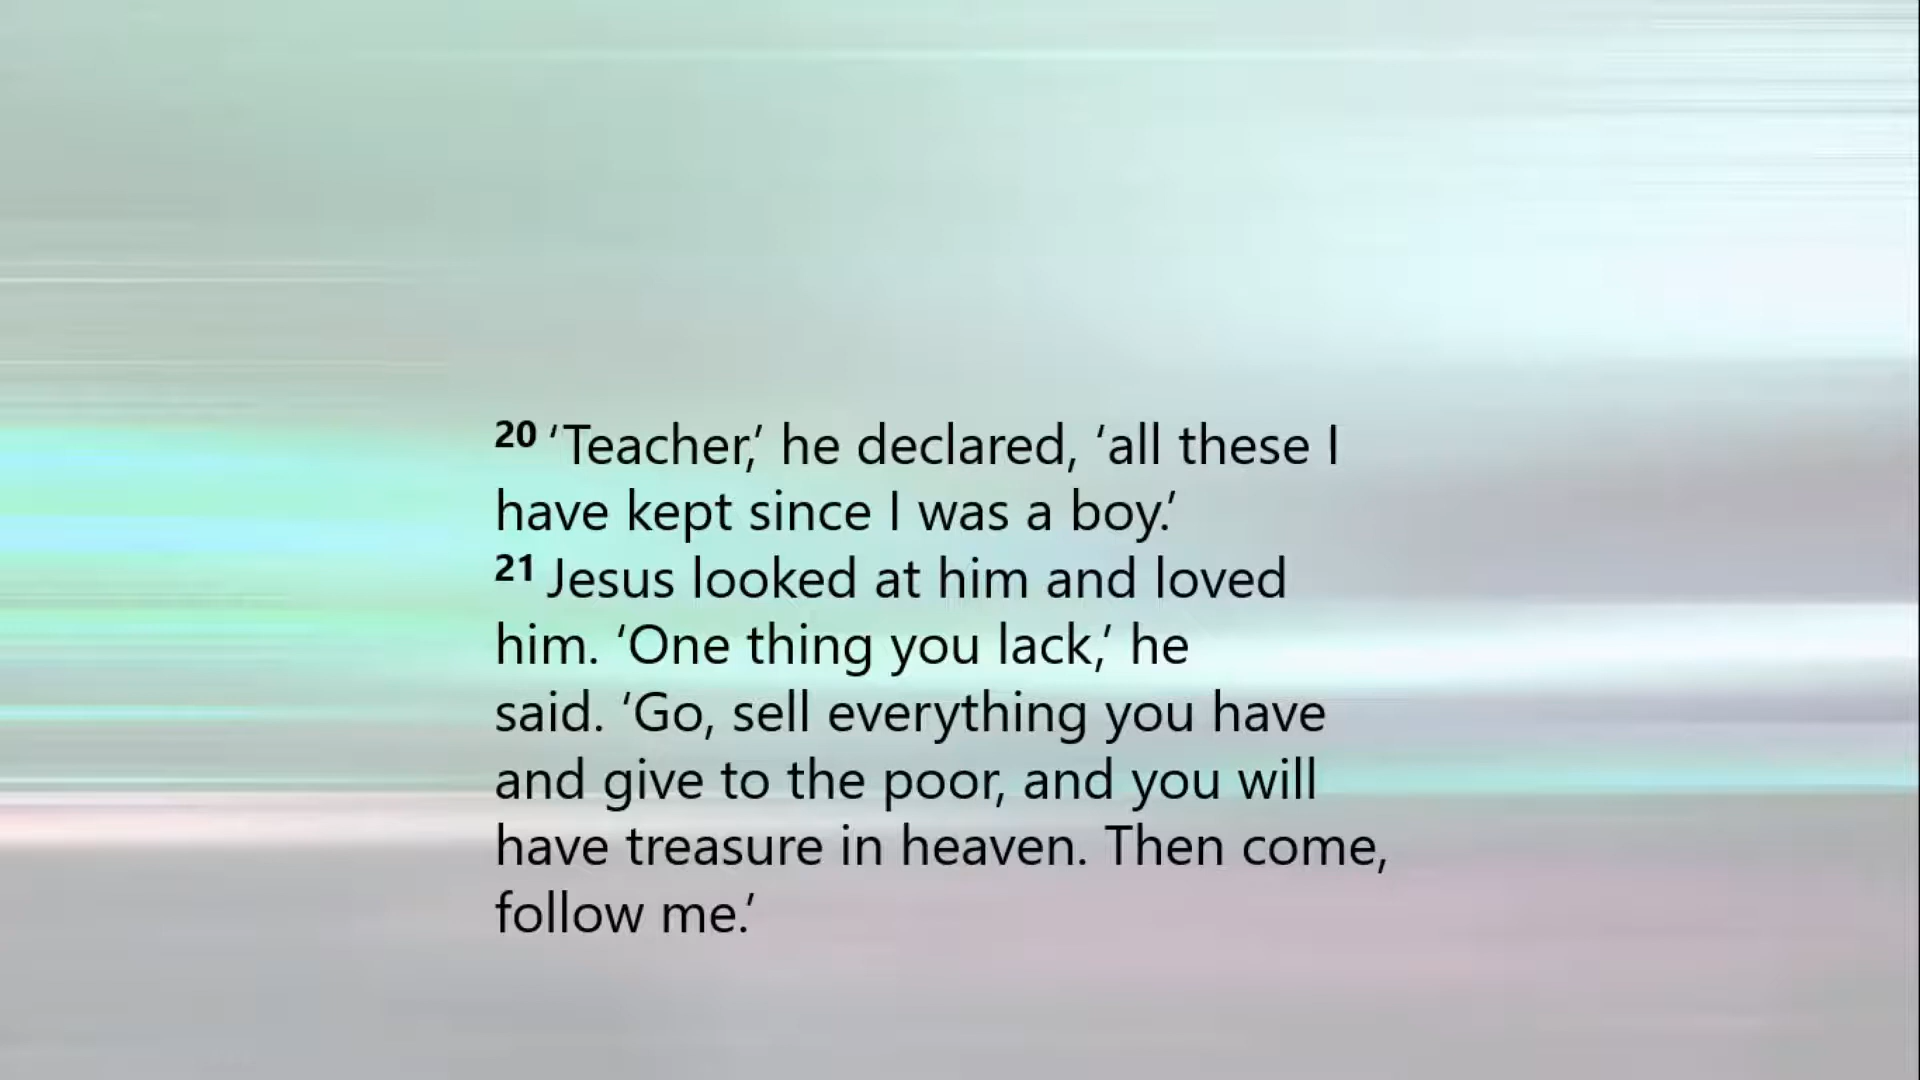 20 ‘Teacher,’ he declared, ‘all these I
have kept since I was a boy.’
21 Jesus looked at him and loved
him. ‘One thing you lack,’ he
said. ‘Go, sell everything you have
and give to the poor, and you will
have treasure in heaven. Then come,
follow me.’